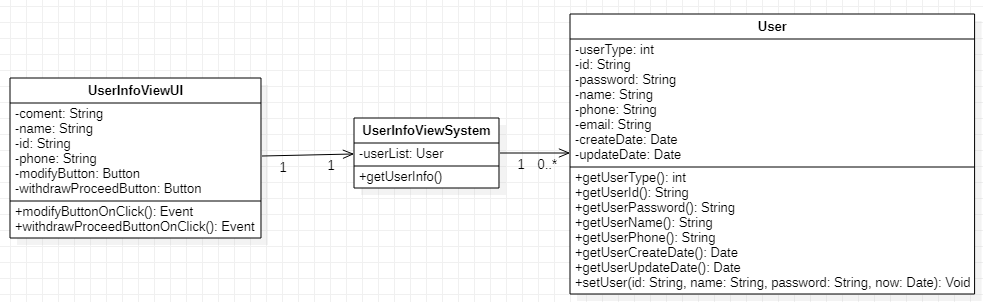 UserInfoViewUI
-coment: String
-name: String
-id: String
-phone: String
-modifyButton: Button
-withdrawProceedButton: Button
+modifyButtonOnClick(): Event
+withdrawProceedButtonOnClick(): Event
1
1
UserInfoViewSystem
-userList: User
+getUserInfo()
1
0..*
User
-userType: int
-id: String
-password: String
-name: String
-phone: String
-email: String
-createDate: Date
-updateDate: Date
+getUserType(): int
+getUserId(): String
+getUserPassword(): String
+getUserName(): String
+getUserPhone(): String
+getUserCreateDate(): Date
+getUserUpdateDate(): Date
+setUser(id: String, name: String, password: String, now: Date): Void